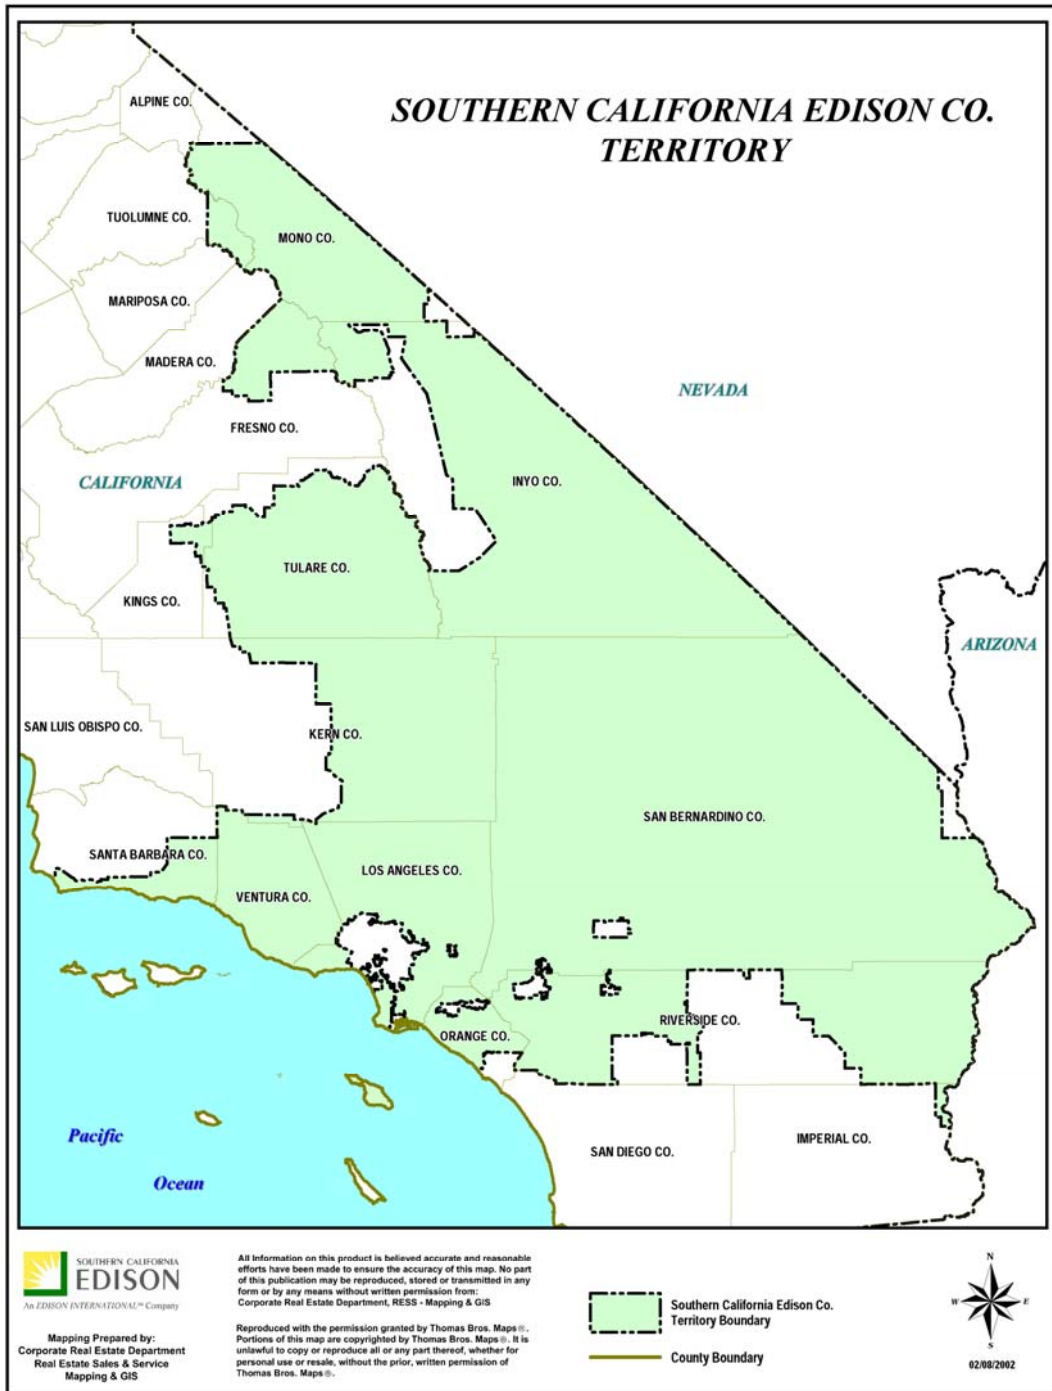 SOUTHERN CALIFORNIA EDISON CO.
TERRITORY
ALPINE CO.
TUOLUMNE CO.
MONO CO.
MARIPOSA CO.
MADERA CO.
NEVADA
FRESNO CO.
CALIFORNIA
INYO CO.
TULARE CO.
KINGS CO.
ARIZONA
SAN LUIS OBISPO CO.
KERN CO.
SAN BERNARDINO CO.
SANTA BARBARA CO.
LOS ANGELES CO.
VENTURA CO.
RIVERSIDE CO.
ORANGE CO.
Pacific
Ocean
SAN DIEGO CO.
IMPERIAL CO.
SOUTHERN CALIFORNIA
EDISON
An EDISON INTERNATIONAL℠ Company
Mapping Prepared by:
Corporate Real Estate Department
Real Estate Sales & Service
Mapping & GIS
All Information on this product is believed accurate and reasonable
efforts have been made to ensure the accuracy of this map. No part
of this publication may be reproduced, stored or transmitted in any
form or by any means without written permission from:
Corporate Real Estate Department, RESS - Mapping & GIS
Reproduced with the permission granted by Thomas Bros. Maps®.
Portions of this map are copyrighted by Thomas Bros. Maps®. It is
unlawful to copy or reproduce all or any part thereof, whether for
personal use or resale, without the prior, written permission of
Thomas Bros. Maps®.
Southern California Edison Co.
Territory Boundary
County Boundary
N
W
E
S
02/08/2002